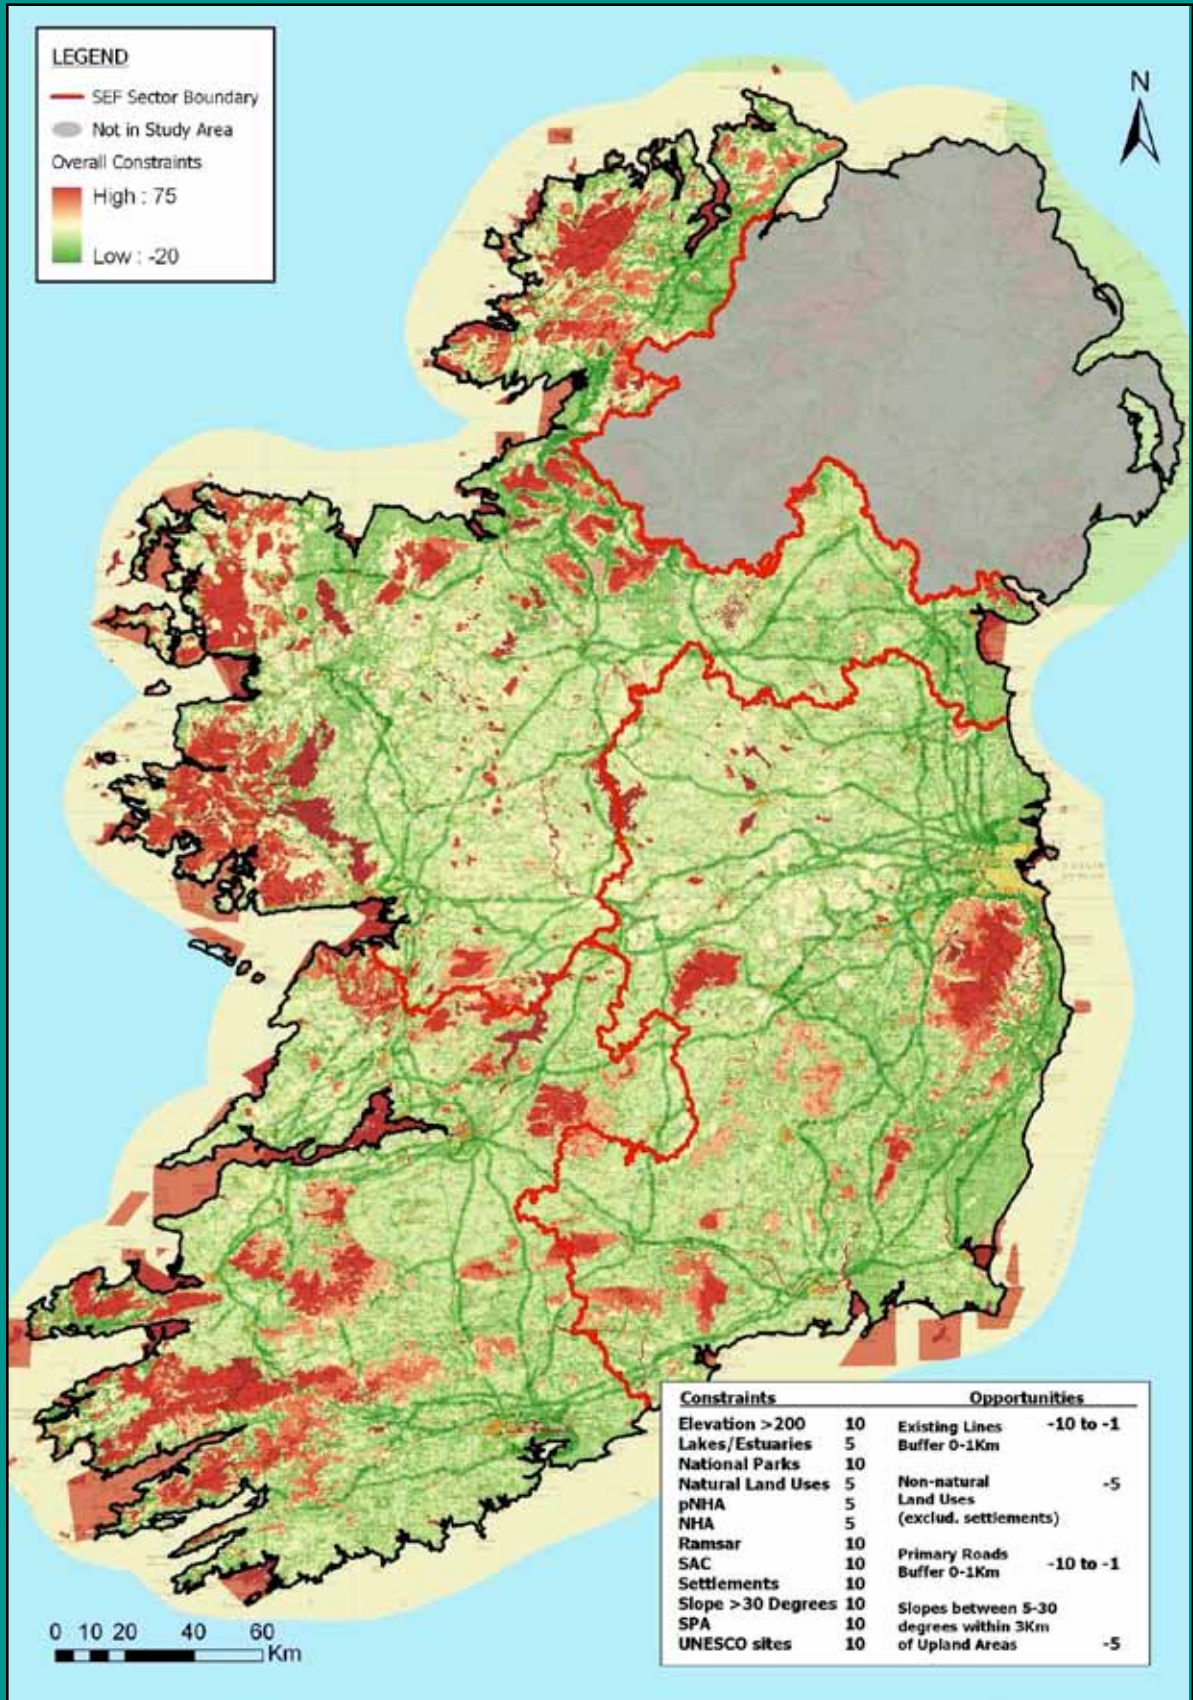 LEGEND
SEF Sector Boundary
Not in Study Area
Overall Constraints
High : 75
Low : -20
N
Constraints Opportunities
Elevation >200 10 Existing Lines -10 to -1
Lakes/Estuaries 5 Buffer 0-1Km
National Parks 10
Natural Land Uses 5 Non-natural -5
pNHA 5 Land Uses
NHA 5 (exclud. settlements)
Ramsar 10
SAC 10 Primary Roads -10 to -1
Settlements 10 Buffer 0-1Km
Slope >30 Degrees 10 Slopes between 5-30
SPA 10 degrees within 3Km
UNESCO sites 10 of Upland Areas -5
0 10 20 40 60
Km